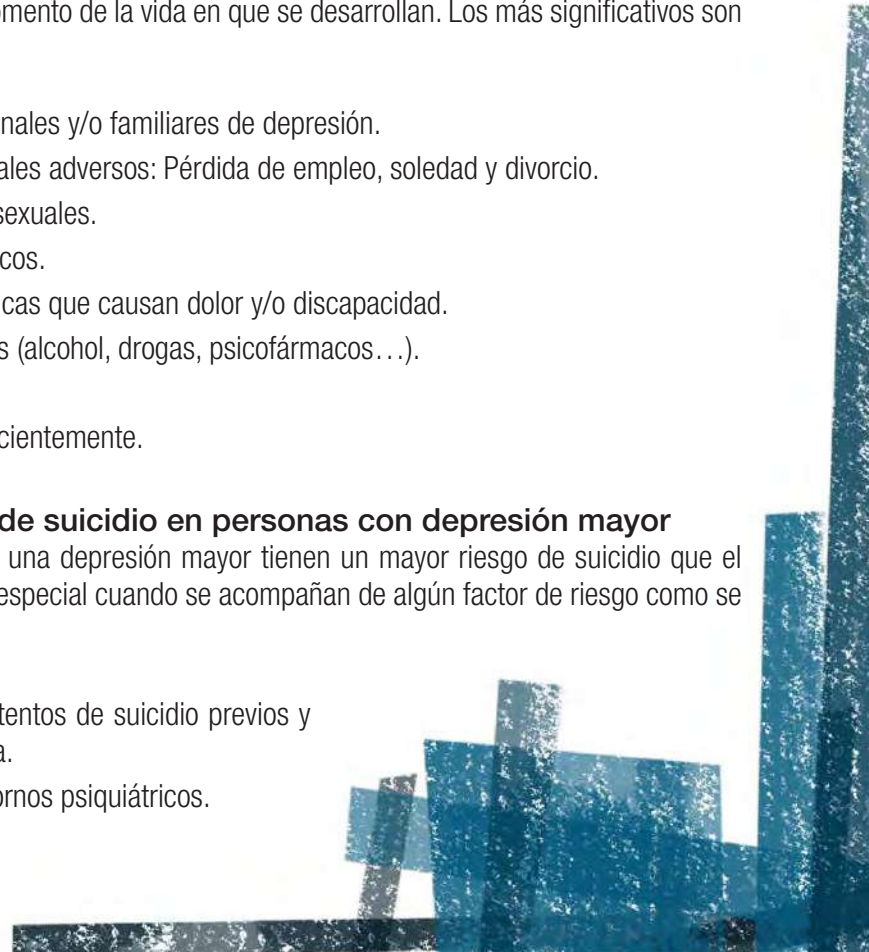 omento de la vida en que se desarrollan. Los más significativos son
nales y/o familiares de depresión.
ales adversos: Pérdida de empleo, soledad y divorcio.
sexuales.
cos.
cas que causan dolor y/o discapacidad.
s (alcohol, drogas, psicofármacos…).
cientemente.
de suicidio en personas con depresión mayor
una depresión mayor tienen un mayor riesgo de suicidio que el
especial cuando se acompañan de algún factor de riesgo como se
tentos de suicidio previos y
a.
ornos psiquiátricos.